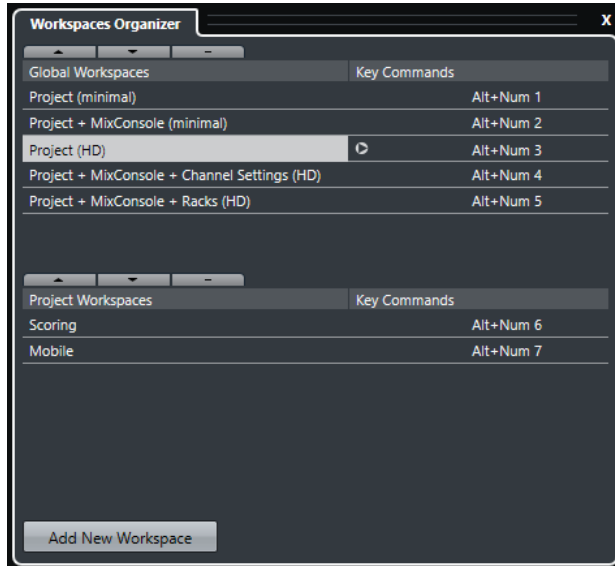 Workspaces Organizer X
Global Workspaces Key Commands
Project (minimal) Alt+Num 1
Project + MixConsole (minimal) Alt+Num 2
Project (HD) Alt+Num 3
Project + MixConsole + Channel Settings (HD) Alt+Num 4
Project + MixConsole + Racks (HD) Alt+Num 5
Project Workspaces Key Commands
Scoring Alt+Num 6
Mobile Alt+Num 7
Add New Workspace